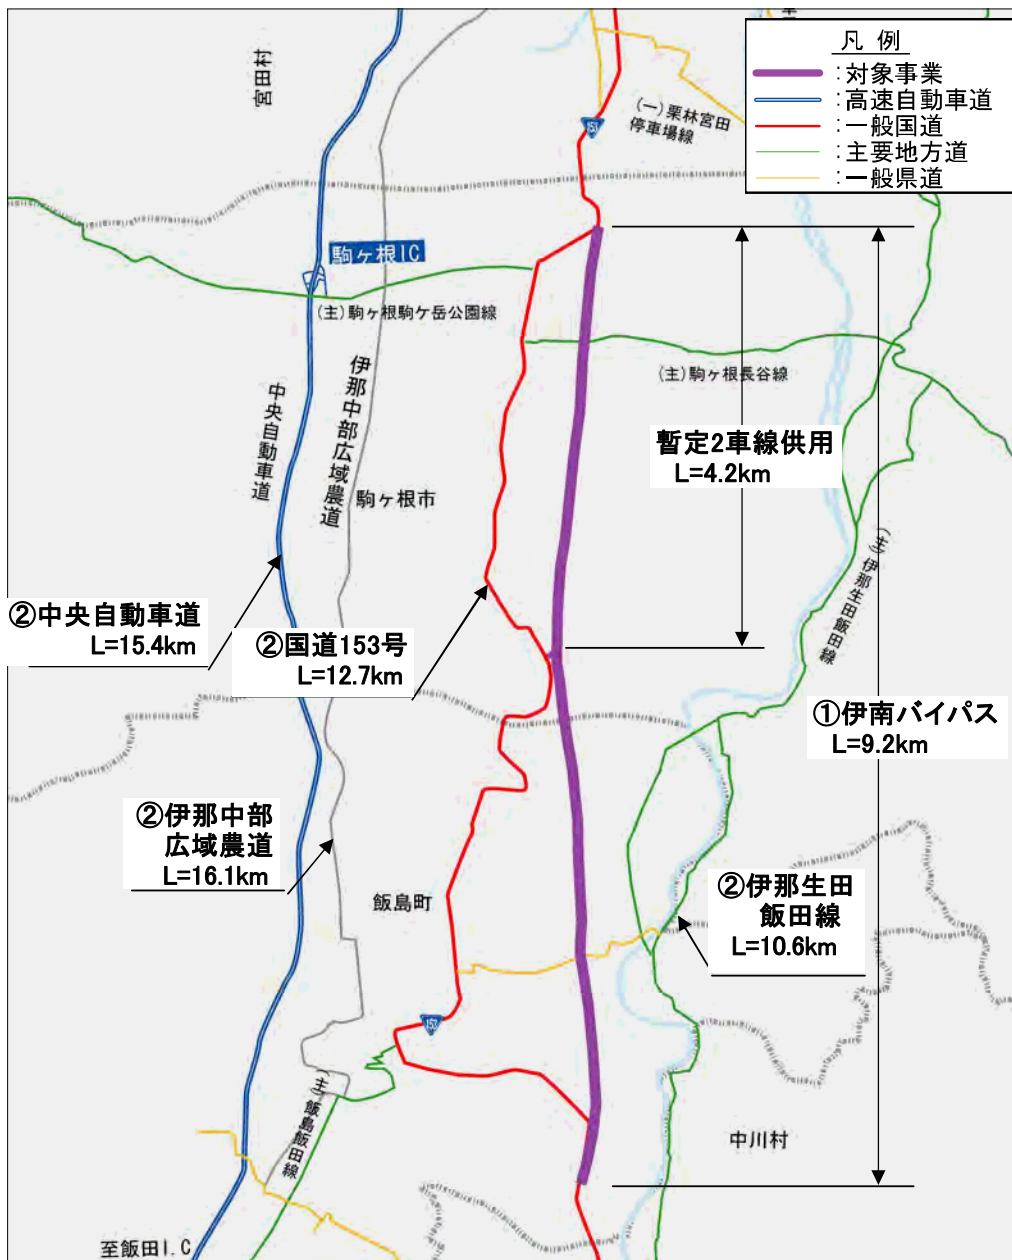 凡 例
:対象事業
:高速自動車道
:一般国道
:主要地方道
:一般県道
宮田村
(一)栗林宮田
停車場線
153
駒ヶ根IC
(主)駒ヶ根駒ケ岳公園線
(主)駒ヶ根長谷線
中央自動車道
伊那中部広域農道
駒ヶ根市
暫定2車線供用
L=4.2km
(主)伊那生田飯田線
②中央自動車道
L=15.4km
②国道153号
L=12.7km
①伊南バイパス
L=9.2km
②伊那中部
広域農道
L=16.1km
飯島町
②伊那生田
飯田線
L=10.6km
153
(主)飯島飯田線
中川村
至飯田I.C